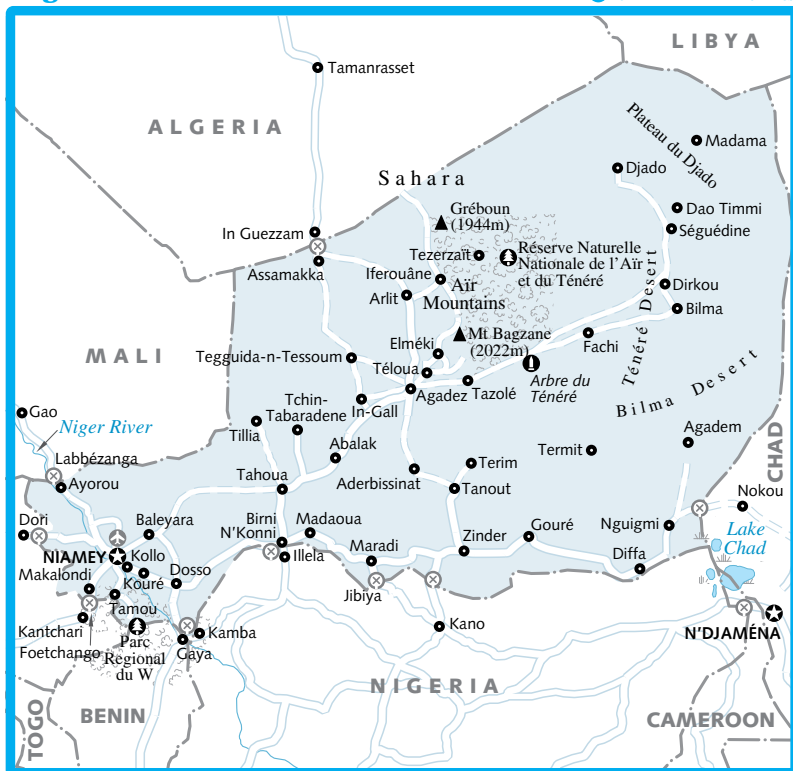 LIBYA
Tamanrasset
ALGERIA
Plateau du Djado
Madama
Djado
Sahara
Gréboun
(1944m)
Dao Timmi
Séguédine
In Guezzam
Tezerzaït
Réserve Naturelle
Nationale de l'Aïr
et du Ténéré
Assamakka
Iferouâne
Aïr
Mountains
Arlit
Dirkou
Bilma
Ténéré Desert
Elméki
Mt Bagzane
(2022m)
Fachi
MALI
Tegguida-n-Tessoum
Téloua
Arbre du
Ténéré
Bilma Desert
Tchin-
Tabaradene
In-Gall
Agadez
Tazolé
Gao
Niger River
Tillia
Abalak
Termit
Agadem
CHAD
Labbézanga
Ayorou
Tahoua
Aderbissinat
Terim
Tanout
Nokou
Dori
Baleyara
Birni
N'Konni
Madaoua
Gouré
Nguigmi
Lake
Chad
NIAMEY
Kollo
Illela
Maradi
Zinder
Diffa
Makalondi
Kouré
Dosso
Jibiya
Tamou
Kantchari
Foetchango
Parc
Regional
du W
Gaya
Kamba
Kano
N'DJAMÉNA
NIGERIA
TOGO
BENIN
CAMEROON